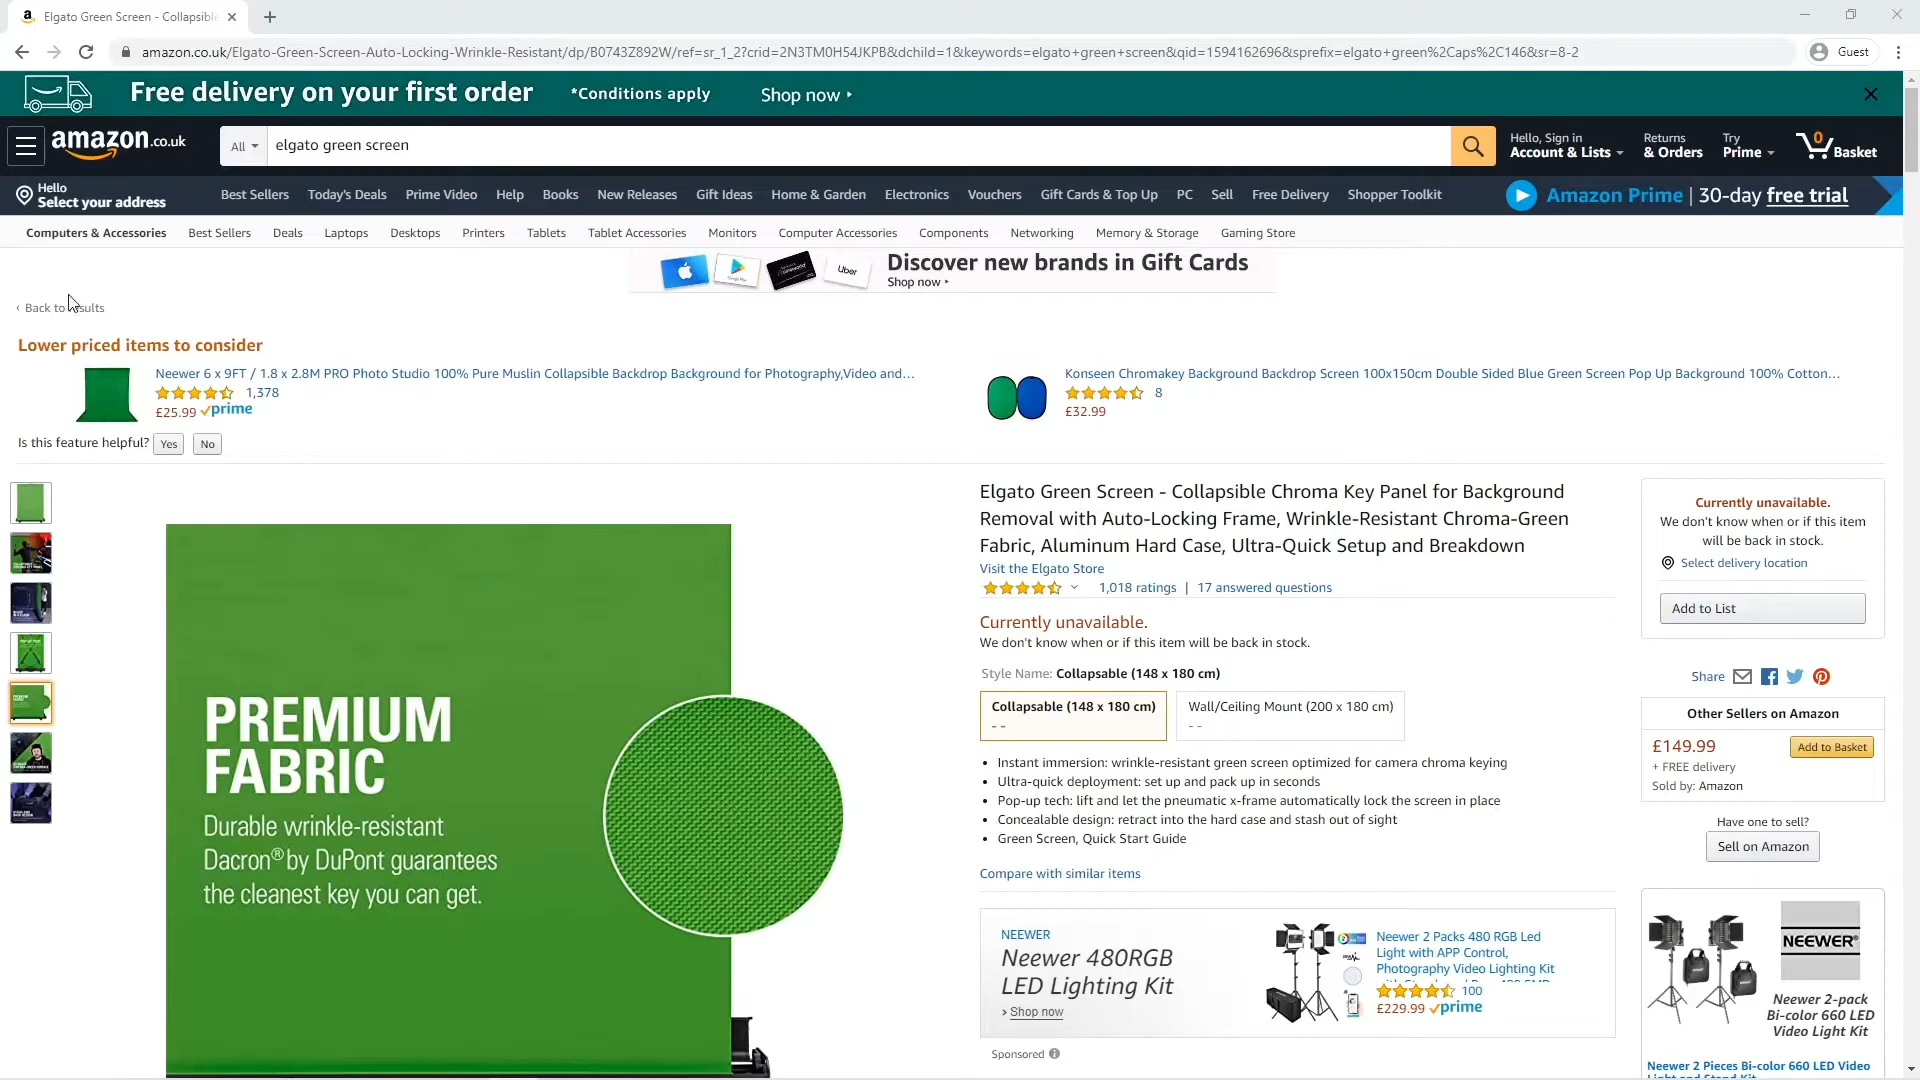 Elgato Green Screen - Collapsible
amazon.co.uk/Elgato-Green-Screen-Auto-Locking-Wrinkle-Resistant/dp/B0743Z892W/ref=sr_1_2?crid=2N3TM0H54JKPB&dchild=1&keywords=elgato+green+screen&qid=1594162696&sprefix=elgato+green%2Caps%2C146&sr=8-2
Guest
Free delivery on your first order *Conditions apply Shop now
amazon.co.uk
All
elgato green screen
Hello, Sign in
Account & Lists
Returns
& Orders
Try
Prime
0
Basket
Hello
Select your address
Best Sellers Today's Deals Prime Video Help Books New Releases Gift Ideas Home & Garden Electronics Vouchers Gift Cards & Top Up PC Sell Free Delivery Shopper Toolkit
Amazon Prime | 30-day free trial
Computers & Accessories Best Sellers Deals Laptops Desktops Printers Tablets Tablet Accessories Monitors Computer Accessories Components Networking Memory & Storage Gaming Store
Uber
Discover new brands in Gift Cards
Shop now
‹ Back to results
Lower priced items to consider
Neewer 6 x 9FT / 1.8 x 2.8M PRO Photo Studio 100% Pure Muslin Collapsible Backdrop Background for Photography,Video and…
1,378
£25.99 prime
Konseen Chromakey Background Backdrop Screen 100x150cm Double Sided Blue Green Screen Pop Up Background 100% Cotton…
8
£32.99
Is this feature helpful? Yes No
PREMIUM
FABRIC
Durable wrinkle-resistant
Dacron® by DuPont guarantees
the cleanest key you can get.
Elgato Green Screen - Collapsible Chroma Key Panel for Background
Removal with Auto-Locking Frame, Wrinkle-Resistant Chroma-Green
Fabric, Aluminum Hard Case, Ultra-Quick Setup and Breakdown
Visit the Elgato Store
1,018 ratings | 17 answered questions
Currently unavailable.
We don't know when or if this item will be back in stock.
Style Name: Collapsable (148 x 180 cm)
Collapsable (148 x 180 cm)
- -
Wall/Ceiling Mount (200 x 180 cm)
- -
• Instant immersion: wrinkle-resistant green screen optimized for camera chroma keying
• Ultra-quick deployment: set up and pack up in seconds
• Pop-up tech: lift and let the pneumatic x-frame automatically lock the screen in place
• Concealable design: retract into the hard case and stash out of sight
• Green Screen, Quick Start Guide
Compare with similar items
NEEWER
Neewer 480RGB
LED Lighting Kit
› Shop now
Neewer 2 Packs 480 RGB Led
Light with APP Control,
Photography Video Lighting Kit
100
£229.99 prime
Sponsored
Currently unavailable.
We don't know when or if this item
will be back in stock.
Select delivery location
Add to List
Share
Other Sellers on Amazon
£149.99
Add to Basket
+ FREE delivery
Sold by: Amazon
Have one to sell?
Sell on Amazon
NEEWER®
Neewer 2-pack
Bi-color 660 LED
Video Light Kit
Neewer 2 Pieces Bi-color 660 LED Video